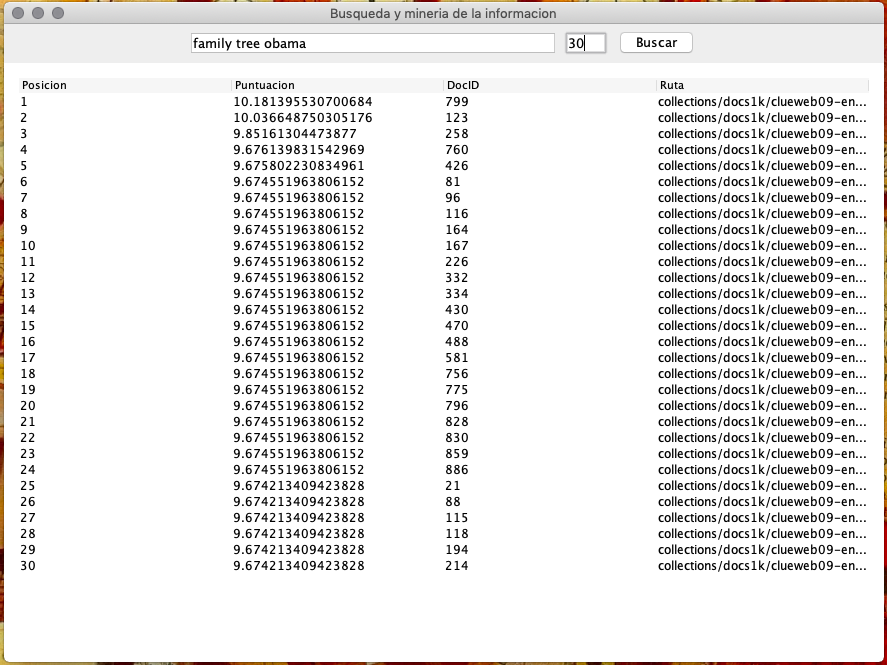 Busqueda y mineria de la informacion
family tree obama 30 Buscar
Posicion Puntuacion DocID Ruta
1 10.181395530700684 799 collections/docs1k/clueweb09-en...
2 10.036648750305176 123 collections/docs1k/clueweb09-en...
3 9.85161304473877 258 collections/docs1k/clueweb09-en...
4 9.676139831542969 760 collections/docs1k/clueweb09-en...
5 9.675802230834961 426 collections/docs1k/clueweb09-en...
6 9.674551963806152 81 collections/docs1k/clueweb09-en...
7 9.674551963806152 96 collections/docs1k/clueweb09-en...
8 9.674551963806152 116 collections/docs1k/clueweb09-en...
9 9.674551963806152 164 collections/docs1k/clueweb09-en...
10 9.674551963806152 167 collections/docs1k/clueweb09-en...
11 9.674551963806152 226 collections/docs1k/clueweb09-en...
12 9.674551963806152 332 collections/docs1k/clueweb09-en...
13 9.674551963806152 334 collections/docs1k/clueweb09-en...
14 9.674551963806152 430 collections/docs1k/clueweb09-en...
15 9.674551963806152 470 collections/docs1k/clueweb09-en...
16 9.674551963806152 488 collections/docs1k/clueweb09-en...
17 9.674551963806152 581 collections/docs1k/clueweb09-en...
18 9.674551963806152 756 collections/docs1k/clueweb09-en...
19 9.674551963806152 775 collections/docs1k/clueweb09-en...
20 9.674551963806152 796 collections/docs1k/clueweb09-en...
21 9.674551963806152 828 collections/docs1k/clueweb09-en...
22 9.674551963806152 830 collections/docs1k/clueweb09-en...
23 9.674551963806152 859 collections/docs1k/clueweb09-en...
24 9.674551963806152 886 collections/docs1k/clueweb09-en...
25 9.674213409423828 21 collections/docs1k/clueweb09-en...
26 9.674213409423828 88 collections/docs1k/clueweb09-en...
27 9.674213409423828 115 collections/docs1k/clueweb09-en...
28 9.674213409423828 118 collections/docs1k/clueweb09-en...
29 9.674213409423828 194 collections/docs1k/clueweb09-en...
30 9.674213409423828 214 collections/docs1k/clueweb09-en...